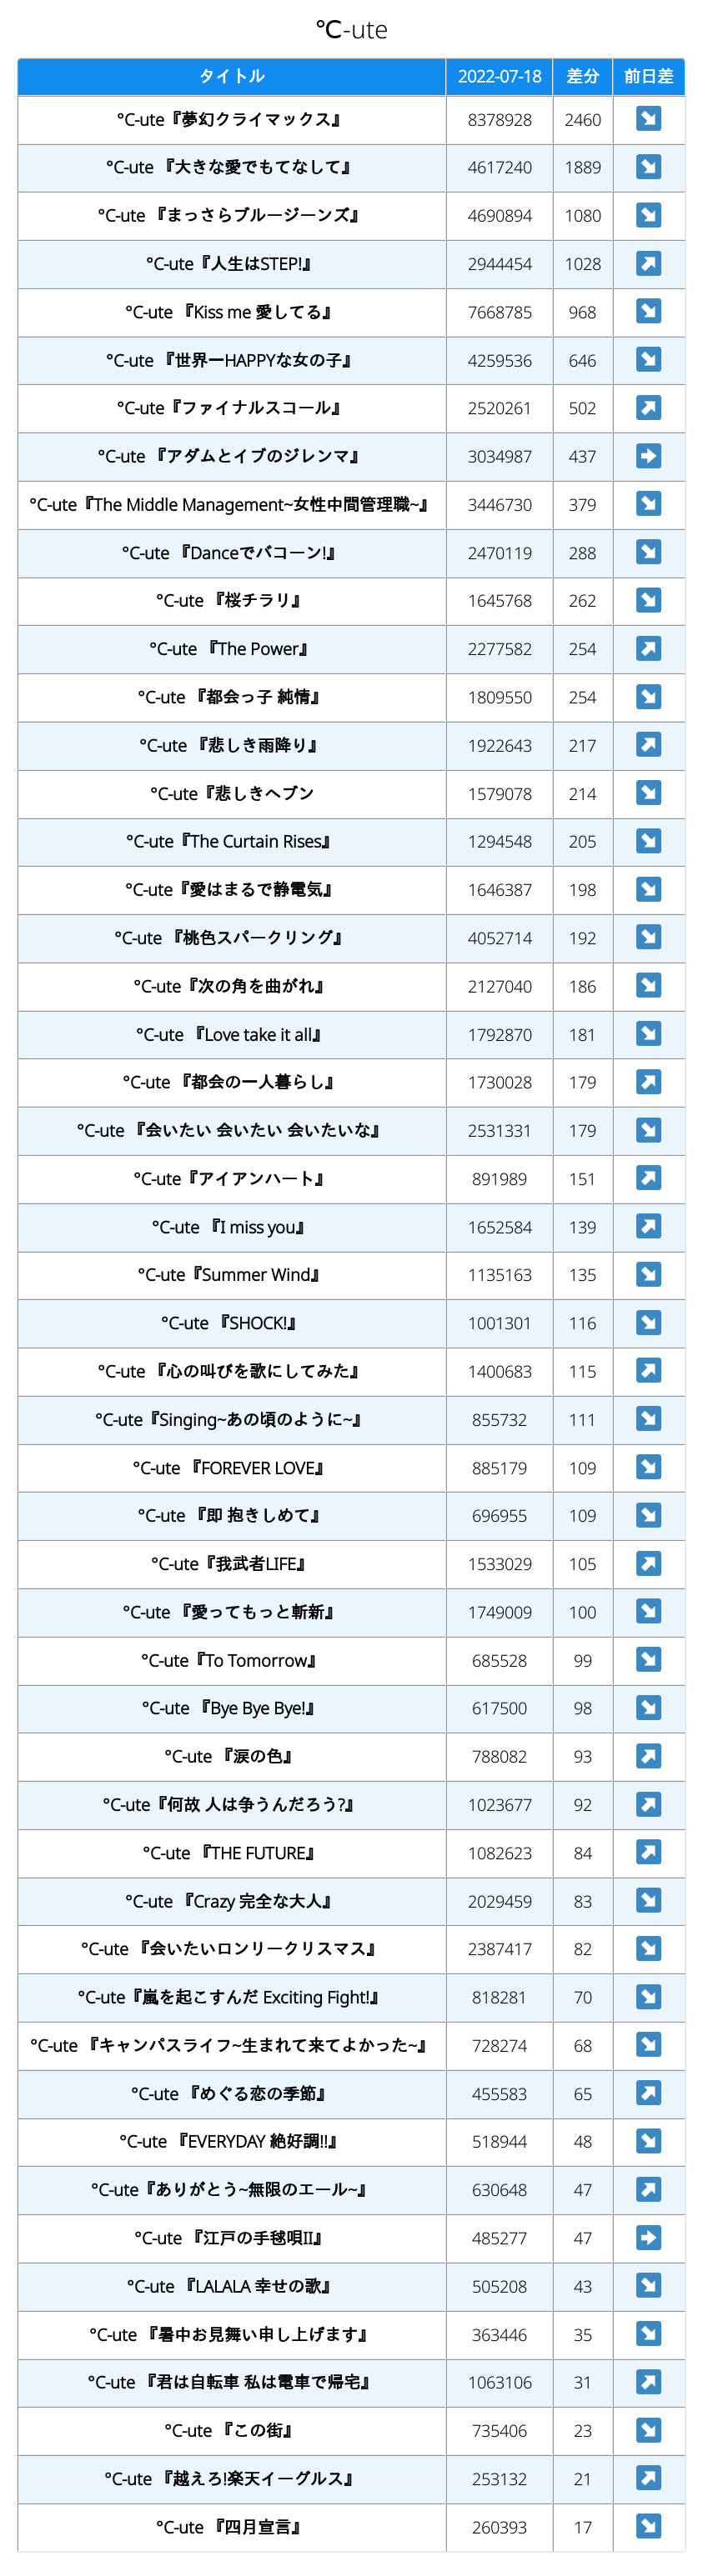 ℃-ute
タイトル 2022-07-18 差分 前日差
°C-ute『夢幻クライマックス』 8378928 2460 ↘
°C-ute 『大きな愛でもてなして』 4617240 1889 ↘
°C-ute 『まっさらブルージーンズ』 4690894 1080 ↘
°C-ute『人生はSTEP!』 2944454 1028 ↗
°C-ute 『Kiss me 愛してる』 7668785 968 ↘
°C-ute 『世界一HAPPYな女の子』 4259536 646 ↘
°C-ute『ファイナルスコール』 2520261 502 ↗
°C-ute 『アダムとイブのジレンマ』 3034987 437 ➡
°C-ute『The Middle Management~女性中間管理職~』 3446730 379 ↘
°C-ute 『Danceでバコーン!』 2470119 288 ↘
°C-ute 『桜チラリ』 1645768 262 ↘
°C-ute 『The Power』 2277582 254 ↗
°C-ute 『都会っ子 純情』 1809550 254 ↘
°C-ute 『悲しき雨降り』 1922643 217 ↗
°C-ute『悲しきヘブン 1579078 214 ↘
°C-ute『The Curtain Rises』 1294548 205 ↘
°C-ute『愛はまるで静電気』 1646387 198 ↘
°C-ute 『桃色スパークリング』 4052714 192 ↘
°C-ute『次の角を曲がれ』 2127040 186 ↘
°C-ute 『Love take it all』 1792870 181 ↘
°C-ute 『都会の一人暮らし』 1730028 179 ↗
°C-ute 『会いたい 会いたい 会いたいな』 2531331 179 ↘
°C-ute『アイアンハート』 891989 151 ↗
°C-ute 『I miss you』 1652584 139 ↗
°C-ute『Summer Wind』 1135163 135 ↘
°C-ute 『SHOCK!』 1001301 116 ↘
°C-ute 『心の叫びを歌にしてみた』 1400683 115 ↗
°C-ute『Singing~あの頃のように~』 855732 111 ↘
°C-ute 『FOREVER LOVE』 885179 109 ↘
°C-ute 『即 抱きしめて』 696955 109 ↘
°C-ute『我武者LIFE』 1533029 105 ↗
°C-ute 『愛ってもっと斬新』 1749009 100 ↘
°C-ute『To Tomorrow』 685528 99 ↘
°C-ute 『Bye Bye Bye!』 617500 98 ↘
°C-ute 『涙の色』 788082 93 ↗
°C-ute『何故 人は争うんだろう?』 1023677 92 ↗
°C-ute 『THE FUTURE』 1082623 84 ↗
°C-ute 『Crazy 完全な大人』 2029459 83 ↘
°C-ute 『会いたいロンリークリスマス』 2387417 82 ↘
°C-ute『嵐を起こすんだ Exciting Fight!』 818281 70 ↘
°C-ute 『キャンパスライフ~生まれて来てよかった~』 728274 68 ↘
°C-ute 『めぐる恋の季節』 455583 65 ↗
°C-ute 『EVERYDAY 絶好調!!』 518944 48 ↘
°C-ute『ありがとう~無限のエール~』 630648 47 ↗
°C-ute 『江戸の手毬唄II』 485277 47 ➡
°C-ute 『LALALA 幸せの歌』 505208 43 ↘
°C-ute 『暑中お見舞い申し上げます』 363446 35 ↘
°C-ute 『君は自転車 私は電車で帰宅』 1063106 31 ↗
°C-ute 『この街』 735406 23 ↘
°C-ute 『越えろ!楽天イーグルス』 253132 21 ↗
°C-ute 『四月宣言』 260393 17 ↘